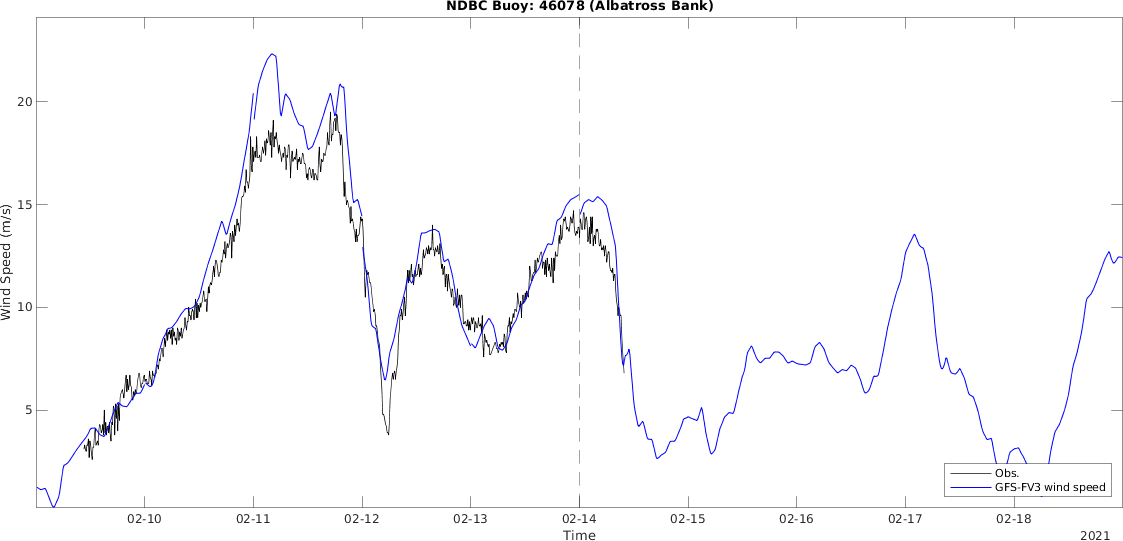 NDBC Buoy: 46078 (Albatross Bank)
20
15
10
5
Wind Speed (m/s)
Obs.
GFS-FV3 wind speed
02-10 02-11 02-12 02-13 02-14 02-15 02-16 02-17 02-18
Time
2021